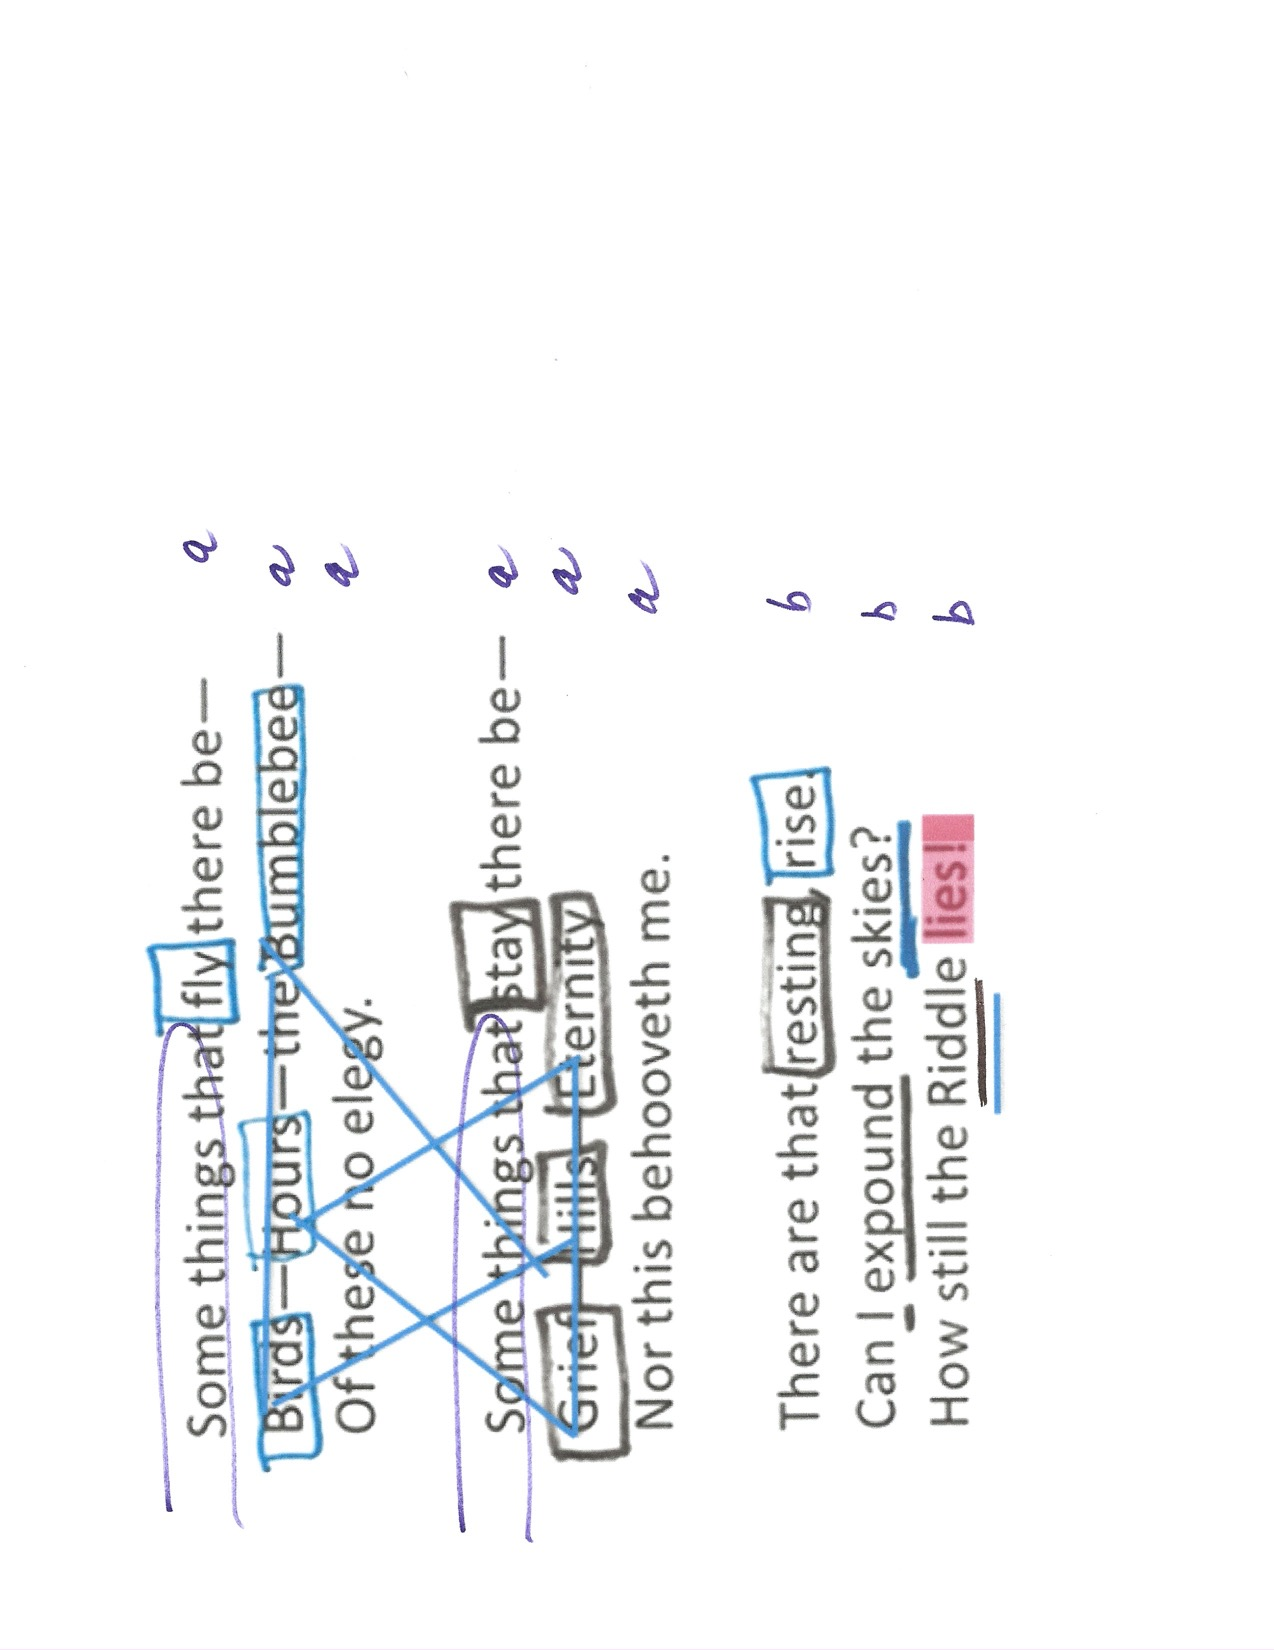 Some things that fly there be— a
Birds—Hours—the Bumblebee— a
Of these no elegy. a
Some things that stay there be— a
Grief Hills Eternity a
Nor this behooveth me. a
There are that resting, rise. b
Can I expound the skies? b
How still the Riddle lies! b